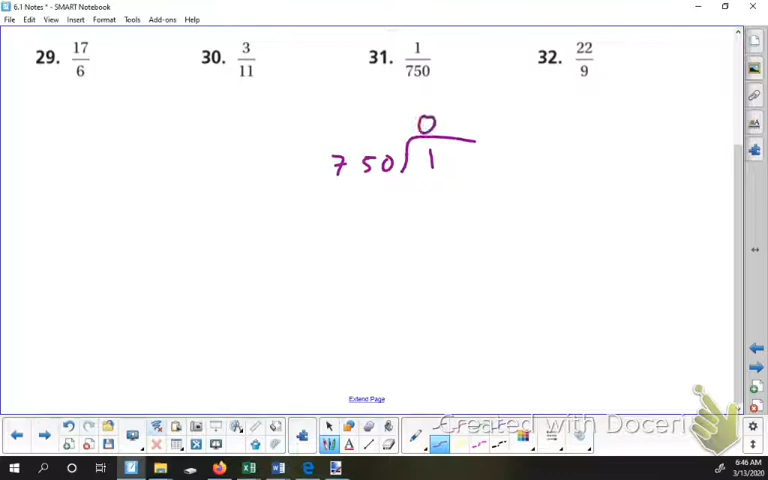 6.1 Notes * - SMART Notebook
File Edit View Insert Format Tools Add-ons Help
29. 17/6 30. 3/11 31. 1/750 32. 22/9
0
750 1
Extend Page
Created with Doceri
6:46 AM
3/13/2020